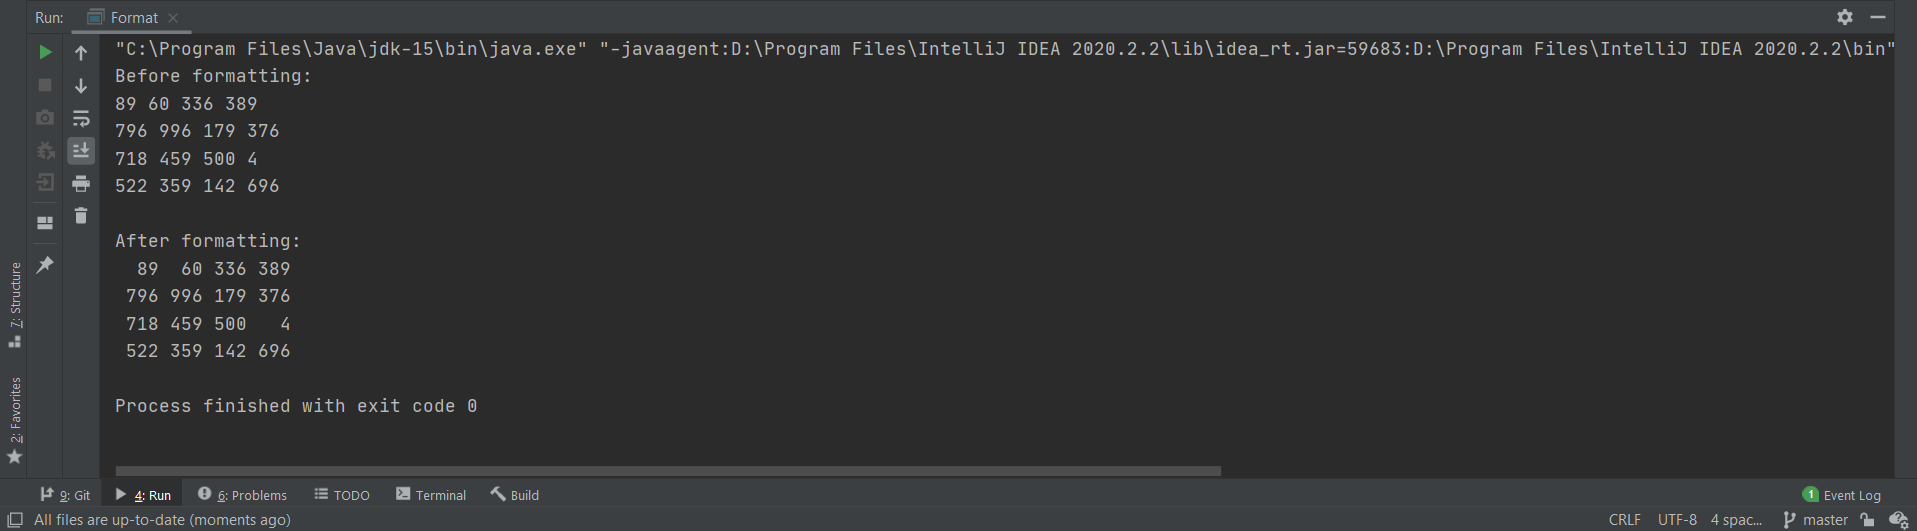 Run: Format
"C:\Program Files\Java\jdk-15\bin\java.exe" "-javaagent:D:\Program Files\IntelliJ IDEA 2020.2.2\lib\idea_rt.jar=59683:D:\Program Files\IntelliJ IDEA 2020.2.2\bin"
Before formatting:
89 60 336 389
796 996 179 376
718 459 500 4
522 359 142 696
After formatting:
  89  60 336 389
 796 996 179 376
 718 459 500   4
 522 359 142 696
Process finished with exit code 0
7: Structure
2: Favorites
9: Git 4: Run 6: Problems TODO Terminal Build 1 Event Log
All files are up-to-date (moments ago) CRLF UTF-8 4 spac... master